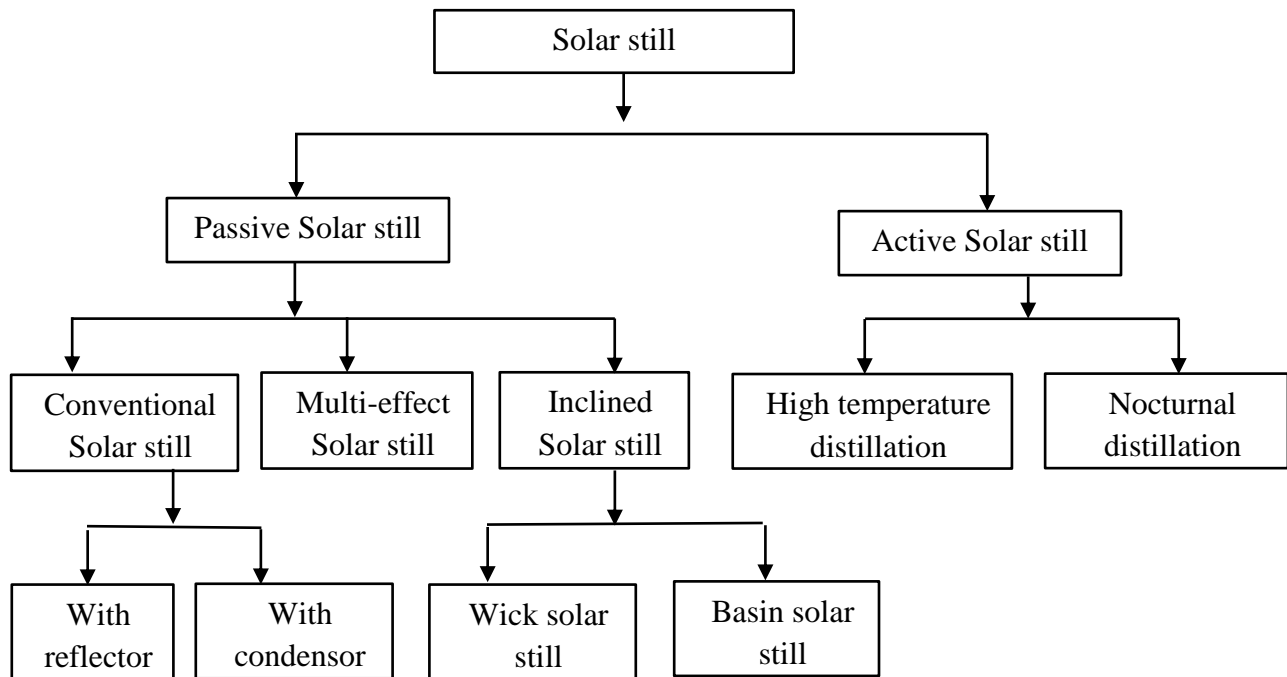 Solar still
Passive Solar still
Active Solar still
Conventional
Solar still
Multi-effect
Solar still
Inclined
Solar still
High temperature
distillation
Nocturnal
distillation
With
reflector
With
condensor
Wick solar
still
Basin solar
still